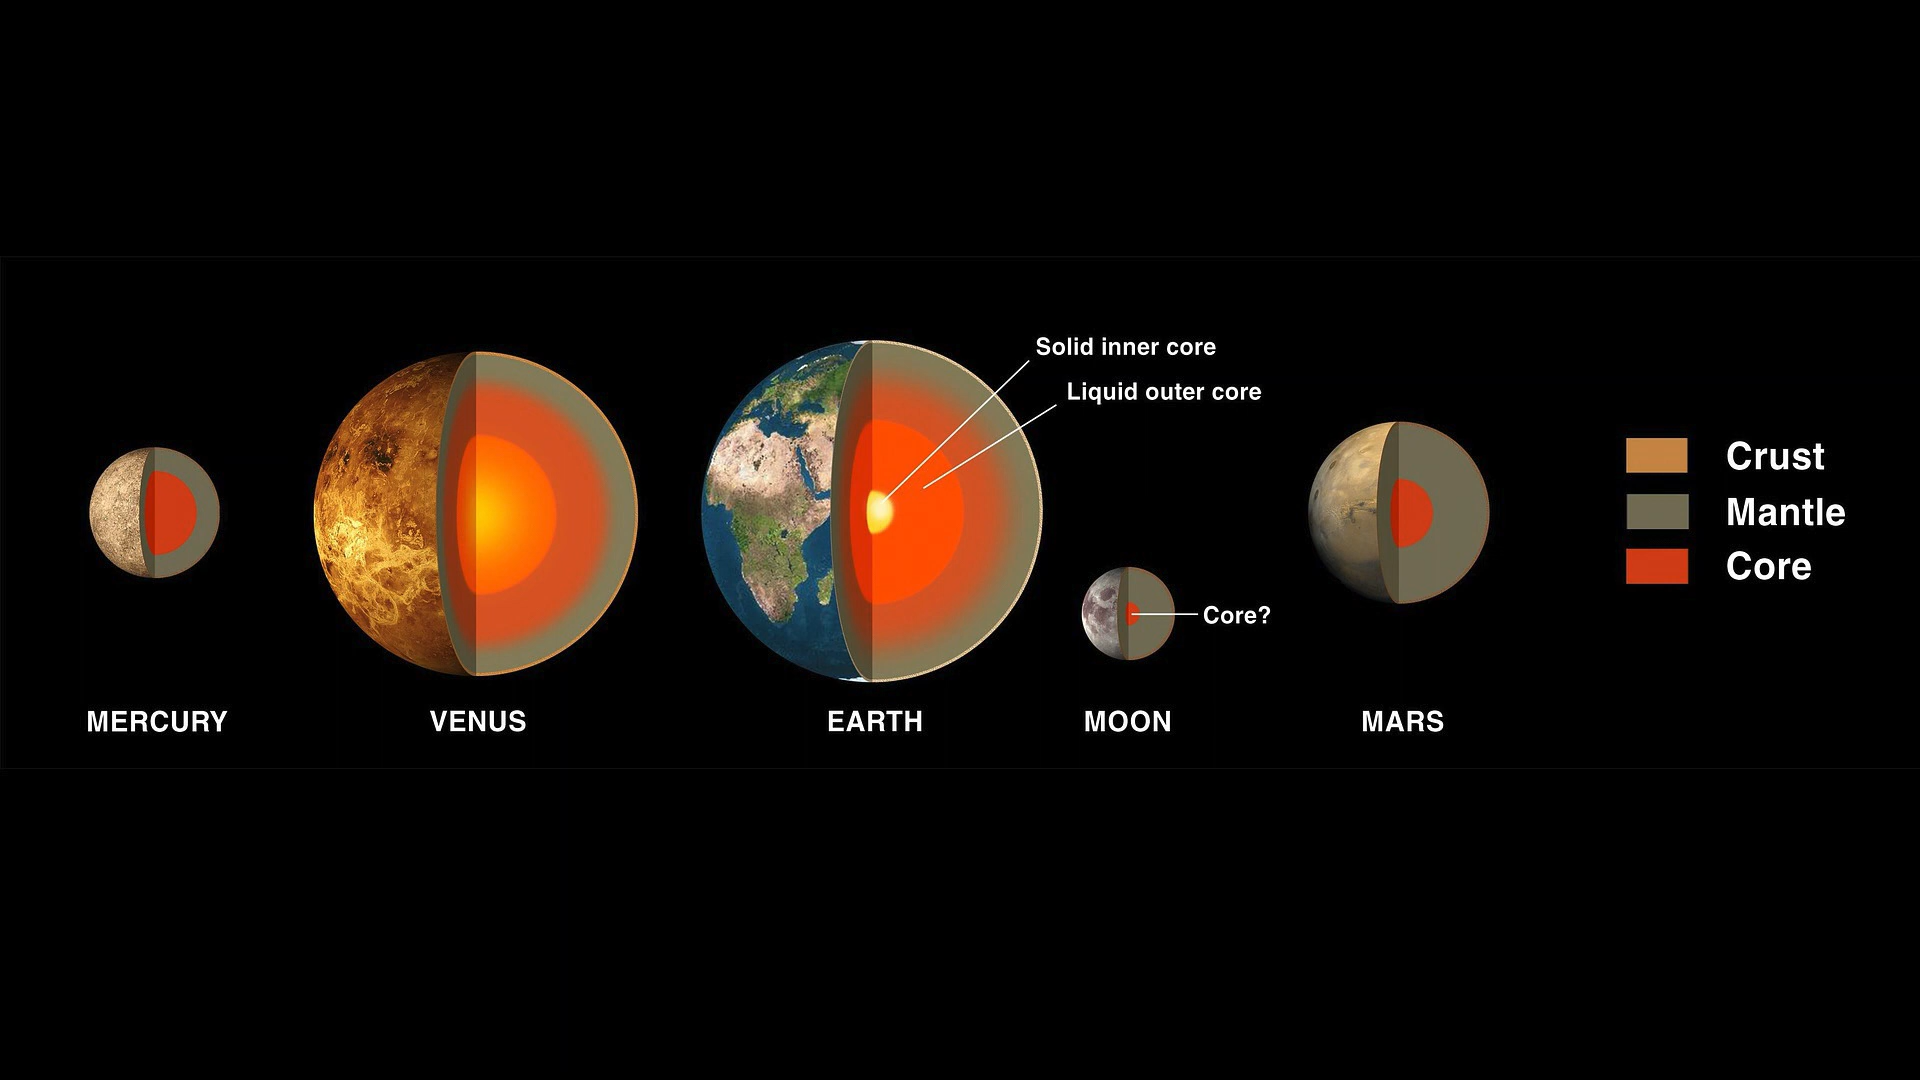 Solid inner core
Liquid outer core
Core?
MERCURY
VENUS
EARTH
MOON
MARS
Crust
Mantle
Core